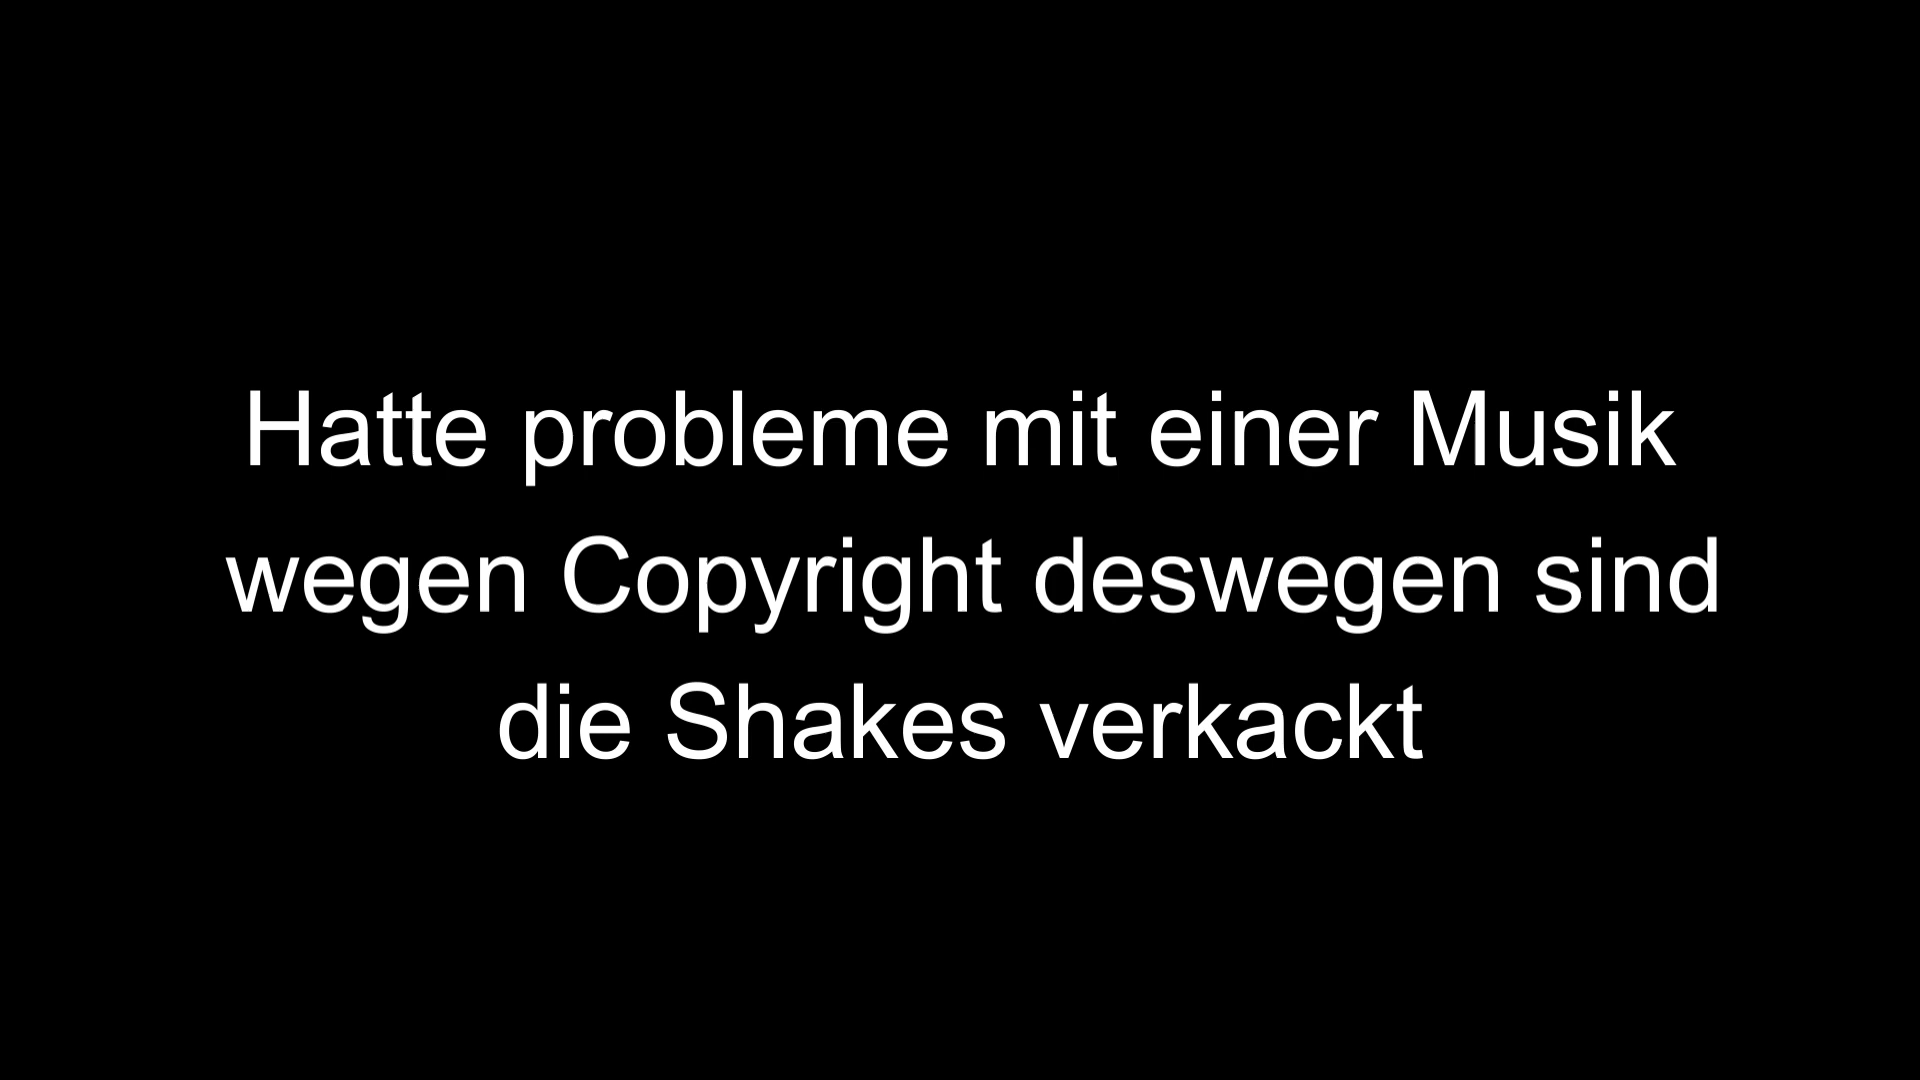 Hatte probleme mit einer Musik
wegen Copyright deswegen sind
die Shakes verkackt